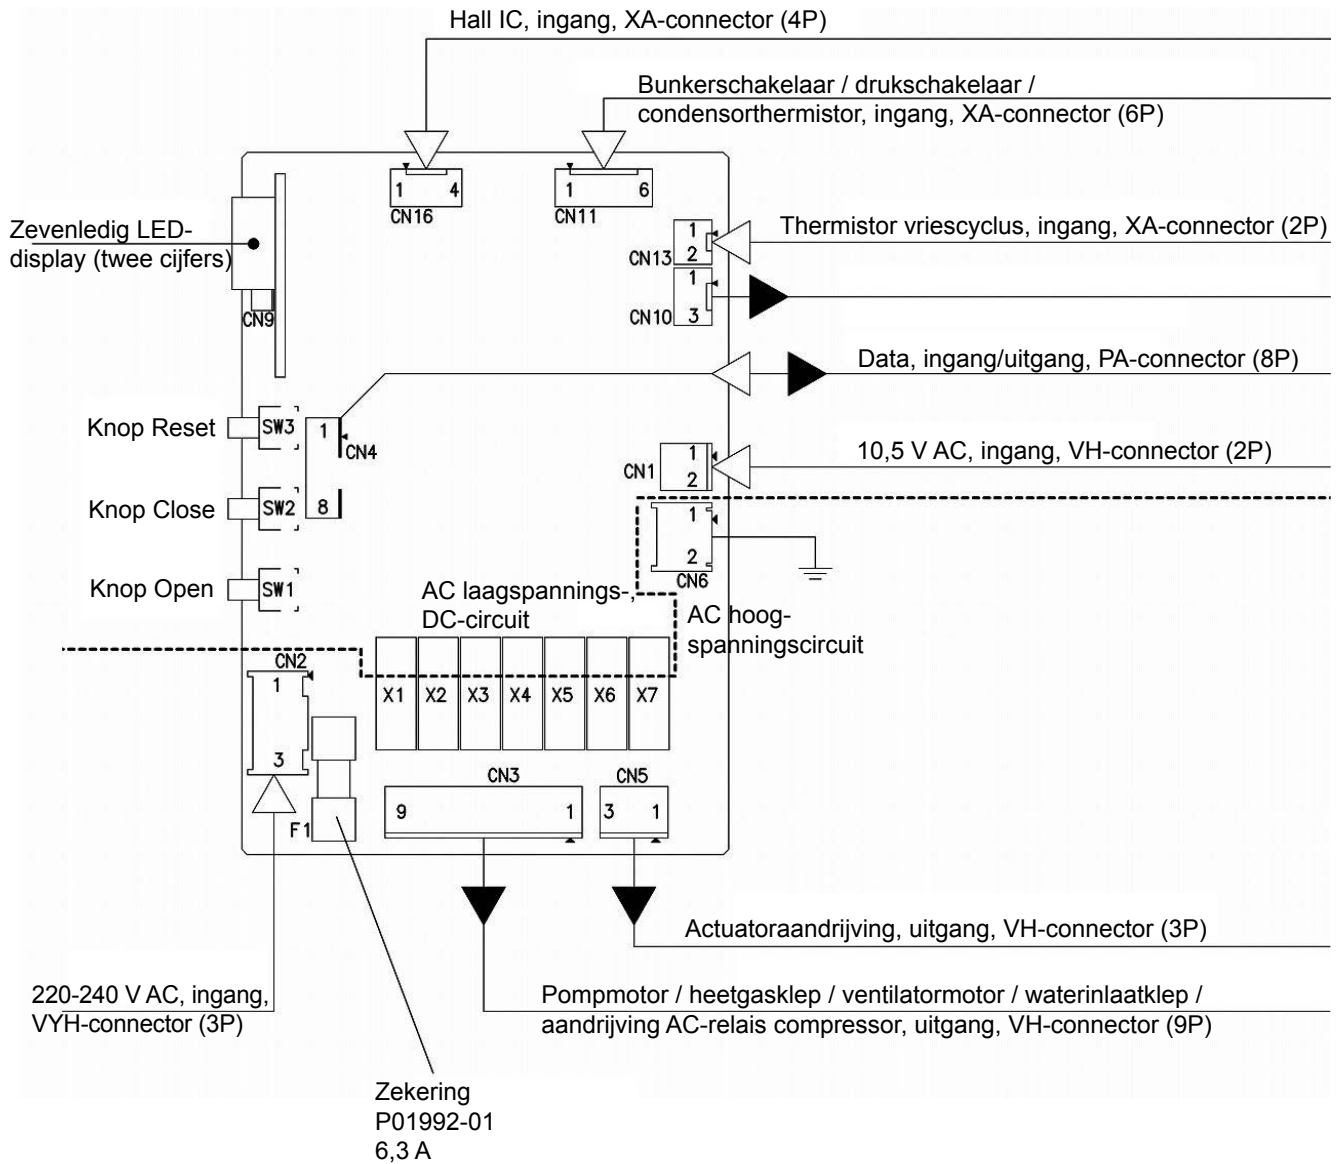 Hall IC, ingang, XA-connector (4P)
Bunkerschakelaar / drukschakelaar /
condensorthermistor, ingang, XA-connector (6P)
1 4
CN16
1 6
CN11
Zevenledig LED-
display (twee cijfers)
CN9
1
2
CN13
Thermistor vriescyclus, ingang, XA-connector (2P)
1
3
CN10
Data, ingang/uitgang, PA-connector (8P)
Knop Reset
SW3
1
CN4
8
Knop Close
SW2
Knop Open
SW1
10,5 V AC, ingang, VH-connector (2P)
1
2
CN1
1
2
CN6
AC laagspannings-,
DC-circuit
AC hoog-
spanningscircuit
CN2
1
3
X1 X2 X3 X4 X5 X6 X7
F1
CN3
9 1
CN5
3 1
Actuatoraandrijving, uitgang, VH-connector (3P)
220-240 V AC, ingang,
VYH-connector (3P)
Pompmotor / heetgasklep / ventilatormotor / waterinlaatklep /
aandrijving AC-relais compressor, uitgang, VH-connector (9P)
Zekering
P01992-01
6,3 A